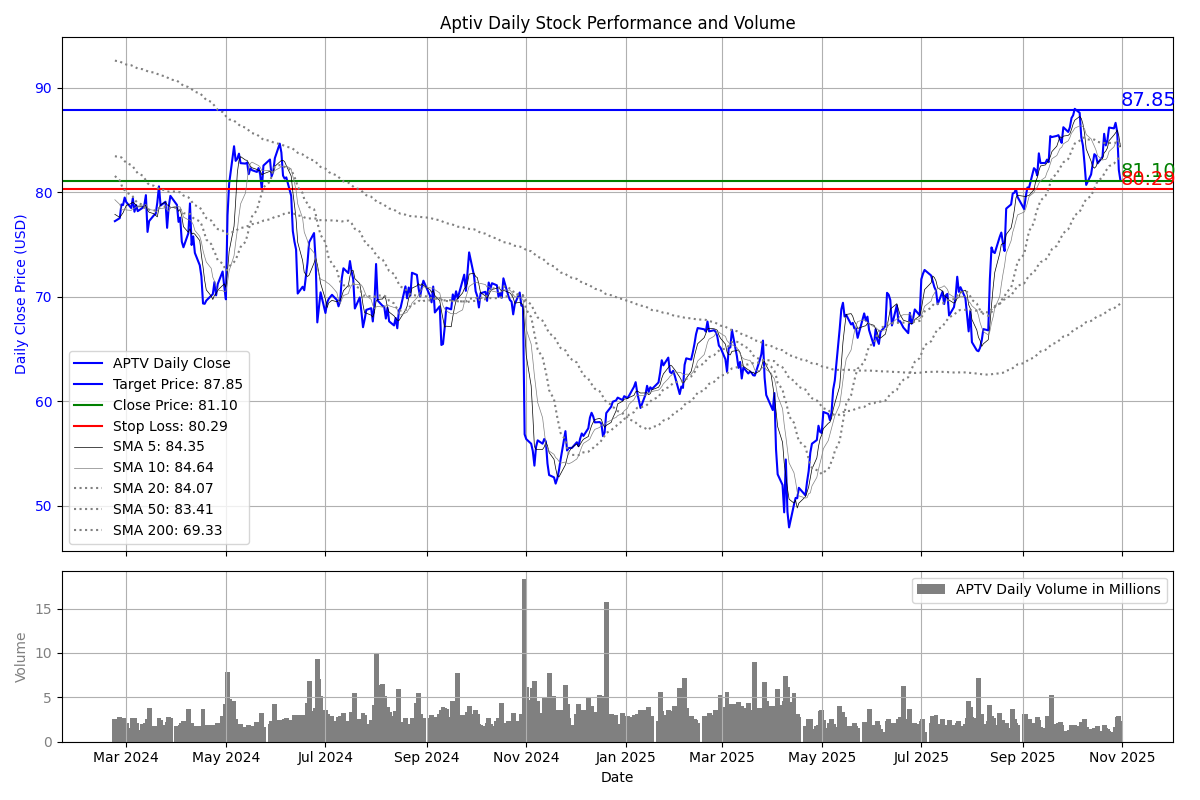 Aptiv Daily Stock Performance and Volume
Daily Close Price (USD)
90
80
70
60
50
87.85
81.10
80.29
APTV Daily Close
Target Price: 87.85
Close Price: 81.10
Stop Loss: 80.29
SMA 5: 84.35
SMA 10: 84.64
SMA 20: 84.07
SMA 50: 83.41
SMA 200: 69.33
Volume
15
10
5
0
APTV Daily Volume in Millions
Mar 2024 May 2024 Jul 2024 Sep 2024 Nov 2024 Jan 2025 Mar 2025 May 2025 Jul 2025 Sep 2025 Nov 2025
Date